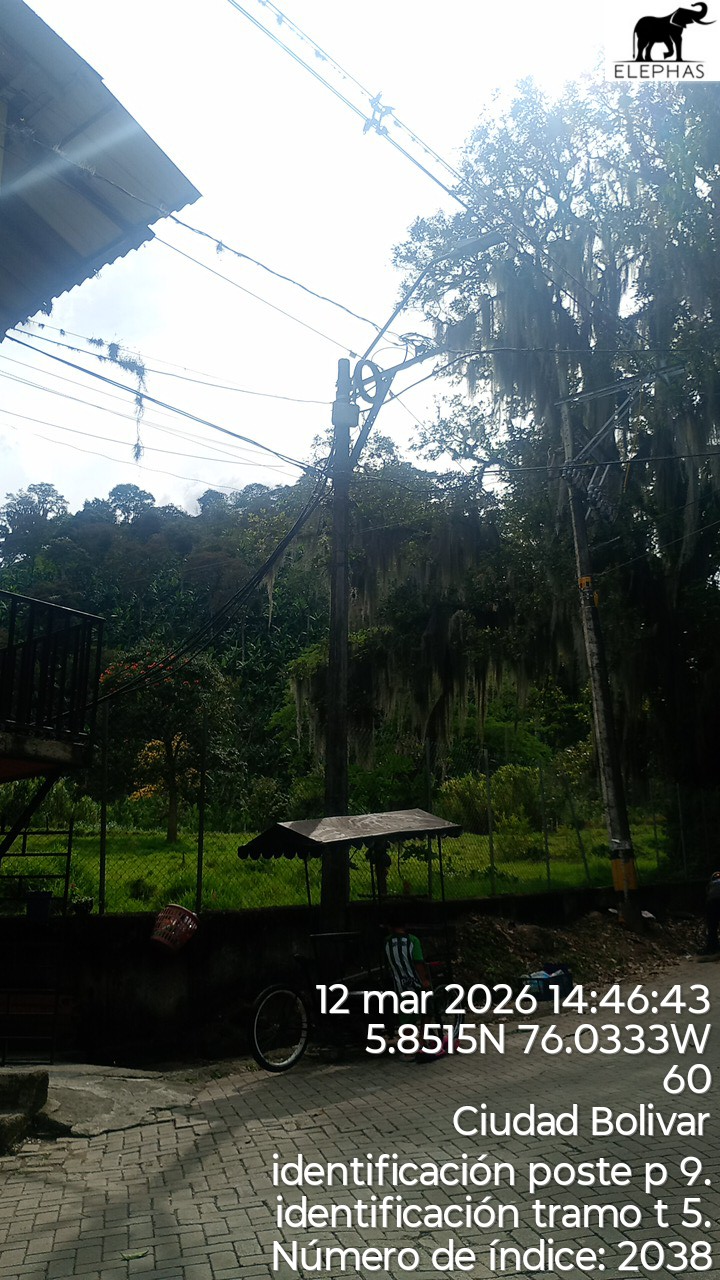 ELEPHAS
12 mar 2026 14:46:43
5.8515N 76.0333W
60
Ciudad Bolivar
identificación poste p 9.
identificación tramo t 5.
Número de índice: 2038